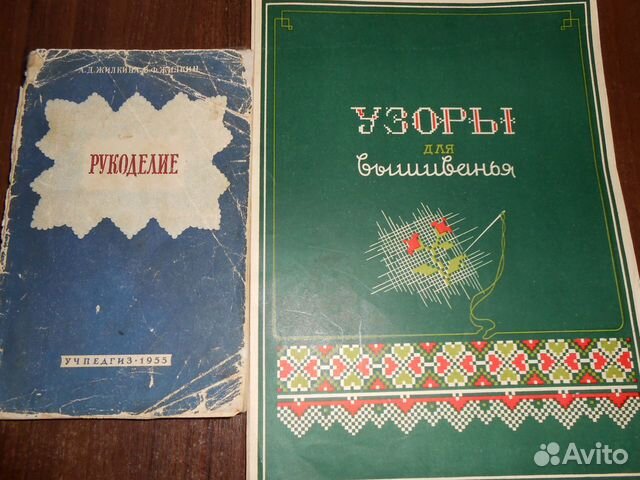 А. Д. ЖИЛКИНА, В. Ф. ЖИЛКИН
РУКОДЕЛИЕ
УЧПЕДГИЗ · 1955
УЗОРЫ
ДЛЯ
вышиванья
Avito